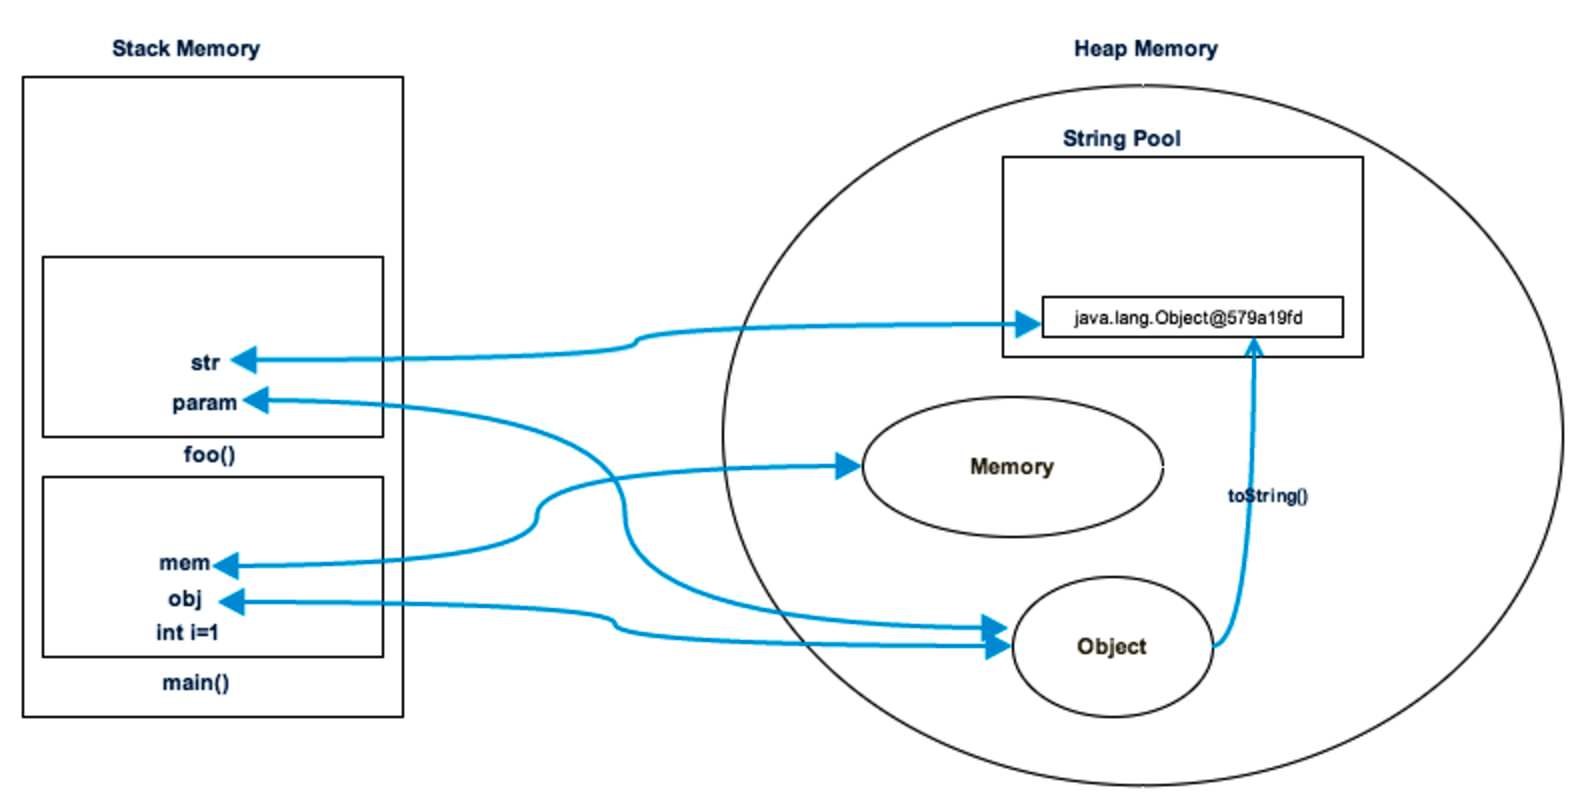 Stack Memory
Heap Memory
String Pool
java.lang.Object@579a19fd
str
param
foo()
Memory
toString()
mem
obj
int i=1
Object
main()